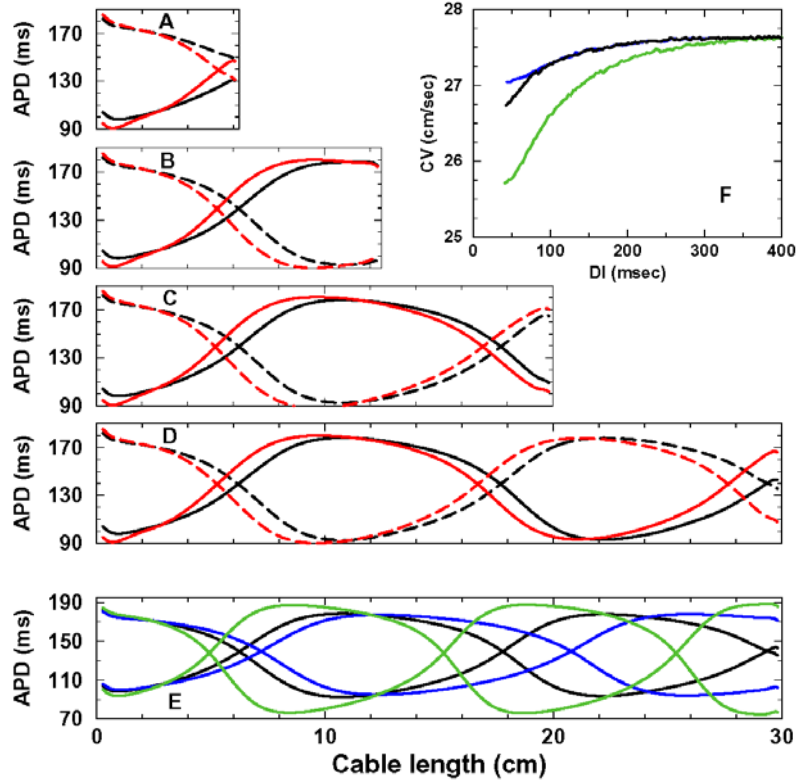 A
APD (ms)
170
130
90
B
APD (ms)
170
130
90
C
APD (ms)
170
130
90
D
APD (ms)
170
130
90
E
APD (ms)
190
150
110
70
0 10 20 30
Cable length (cm)
F
CV (cm/sec)
28
27
26
25
0 100 200 300 400
DI (msec)